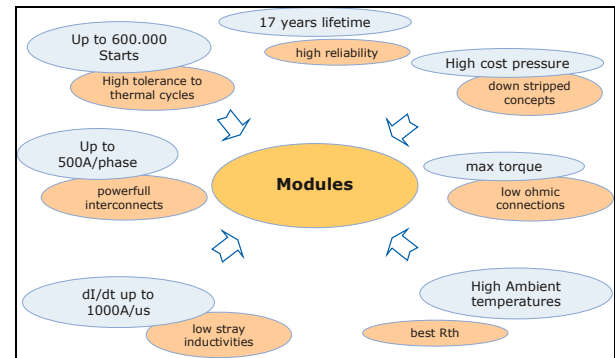 17 years lifetime
high reliability
Up to 600.000
Starts
High tolerance to
thermal cycles
High cost pressure
down stripped
concepts
Up to
500A/phase
powerfull
interconnects
Modules
max torque
low ohmic
connections
dI/dt up to
1000A/us
low stray
inductivities
High Ambient
temperatures
best Rth